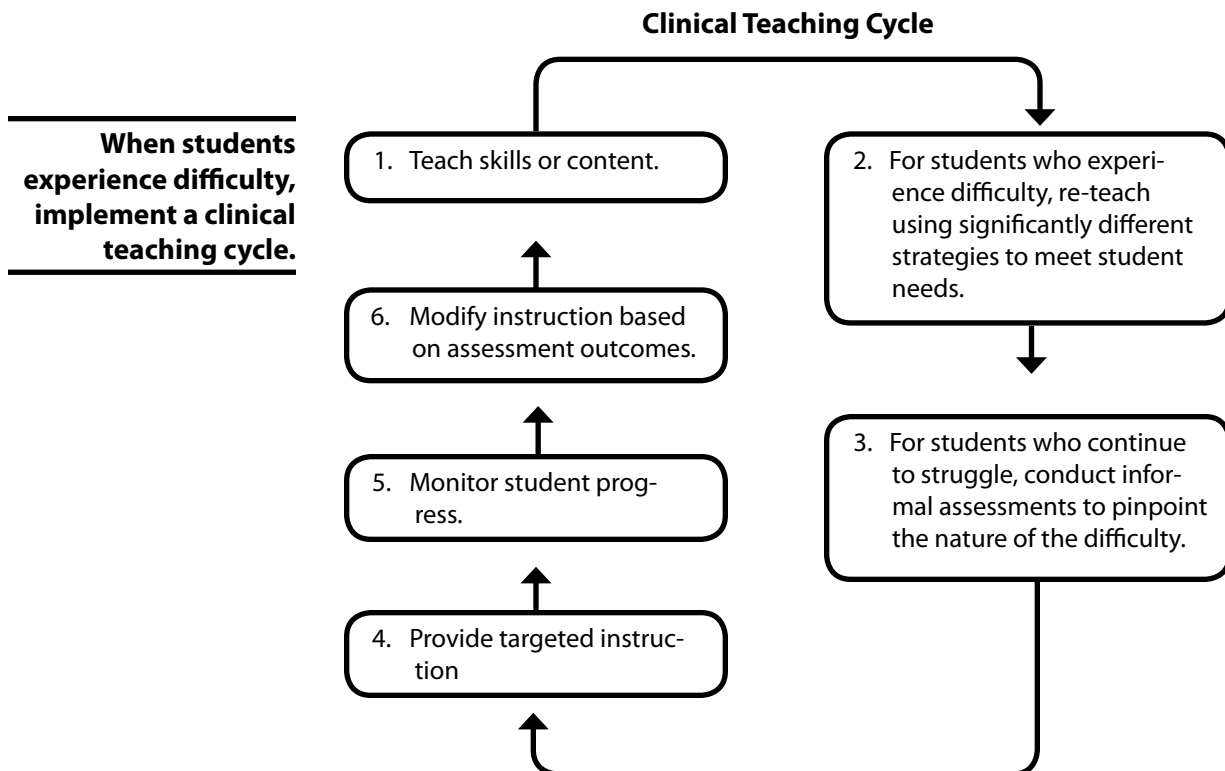 Clinical Teaching Cycle
When students
experience difficulty,
implement a clinical
teaching cycle.
1. Teach skills or content.
2. For students who experi-
ence difficulty, re-teach
using significantly different
strategies to meet student
needs.
3. For students who continue
to struggle, conduct infor-
mal assessments to pinpoint
the nature of the difficulty.
4. Provide targeted instruc-
tion
5. Monitor student prog-
ress.
6. Modify instruction based
on assessment outcomes.